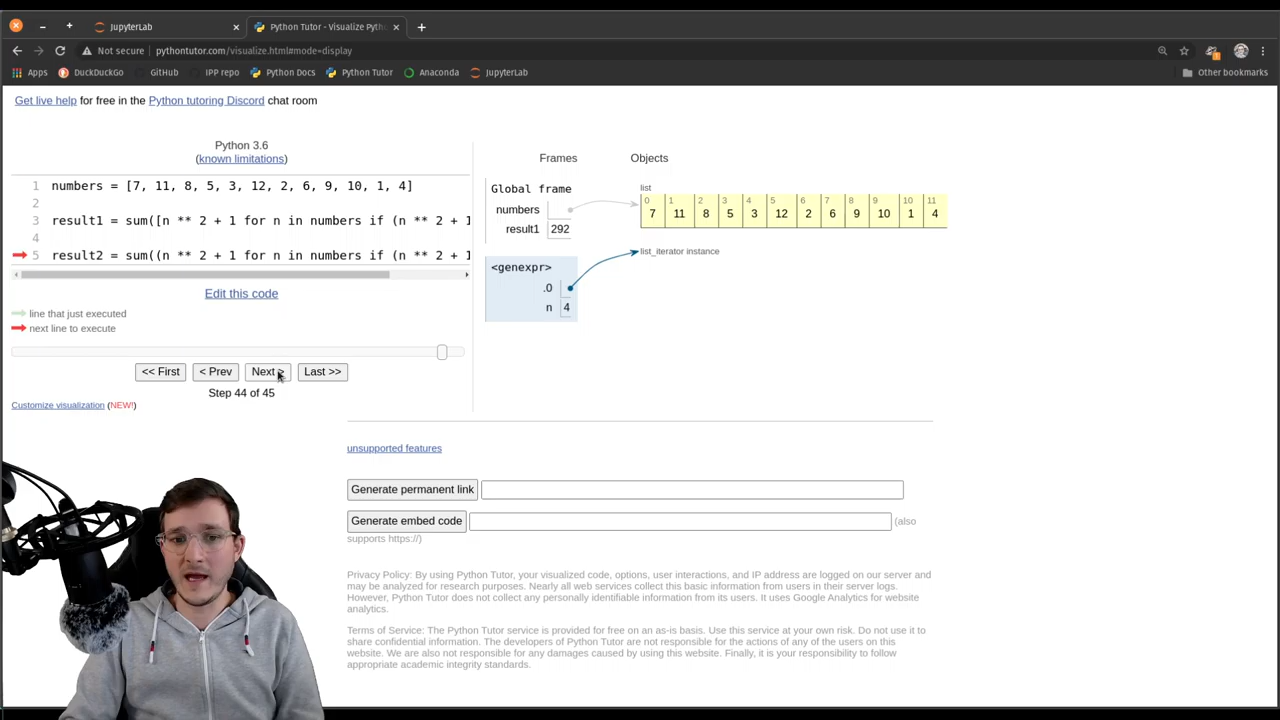 JupyterLab
Python Tutor - Visualize Pyth
Not secure | pythontutor.com/visualize.html#mode=display
Apps DuckDuckGo GitHub IPP repo Python Docs Python Tutor Anaconda JupyterLab Other bookmarks
Get live help for free in the Python tutoring Discord chat room
Python 3.6
(known limitations)
1 numbers = [7, 11, 8, 5, 3, 12, 2, 6, 9, 10, 1, 4]
2
3 result1 = sum([n ** 2 + 1 for n in numbers if (n ** 2 + 1
4
5 result2 = sum((n ** 2 + 1 for n in numbers if (n ** 2 + 1
Edit this code
line that just executed
next line to execute
<< First < Prev Next > Last >>
Step 44 of 45
Customize visualization (NEW!)
Frames Objects
Global frame
numbers
result1 292
list
0 1 2 3 4 5 6 7 8 9 10 11
7 11 8 5 3 12 2 6 9 10 1 4
<genexpr>
.0
n 4
list_iterator instance
unsupported features
Generate permanent link
Generate embed code (also
supports https://)
Privacy Policy: By using Python Tutor, your visualized code, options, user interactions, and IP address are logged on our server and
may be analyzed for research purposes. Nearly all web services collect this basic information from users in their server logs.
However, Python Tutor does not collect any personally identifiable information from its users. It uses Google Analytics for website
analytics.
Terms of Service: The Python Tutor service is provided for free on an as-is basis. Use this service at your own risk. Do not use it to
share confidential information. The developers of Python Tutor are not responsible for the actions of any of the users on this
website. We are also not responsible for any damages caused by using this website. Finally, it is your responsibility to follow
appropriate academic integrity standards.